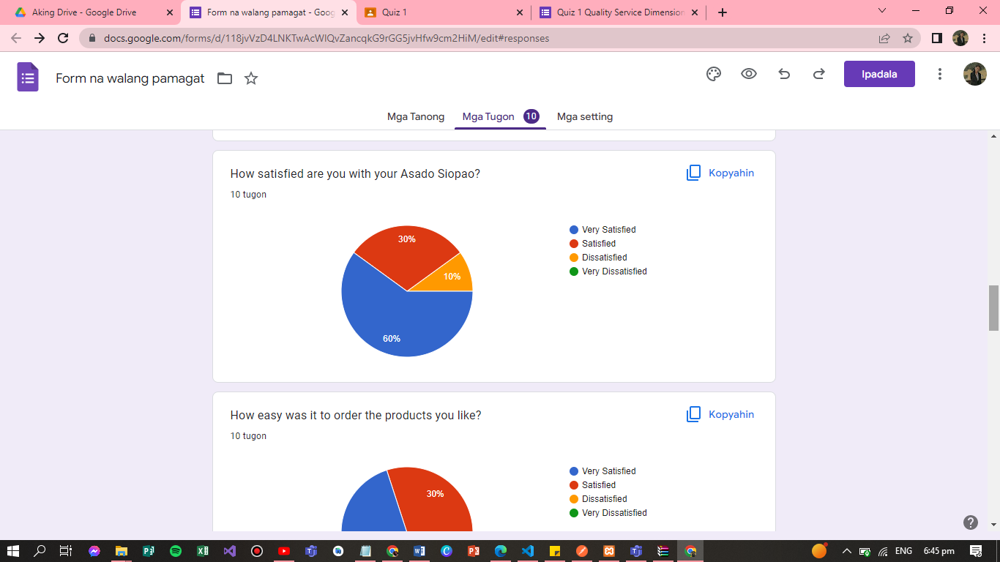 Aking Drive - Google Drive
Form na walang pamagat - Goog
Quiz 1
Quiz 1 Quality Service Dimension
docs.google.com/forms/d/118jvVzD4LNKTwAcWlQvZancqkG9rGG5jvHfw9cm2HiM/edit#responses
Form na walang pamagat
Ipadala
Mga Tanong
Mga Tugon 10
Mga setting
How satisfied are you with your Asado Siopao?
Kopyahin
10 tugon
30%
10%
60%
Very Satisfied
Satisfied
Dissatisfied
Very Dissatisfied
How easy was it to order the products you like?
Kopyahin
10 tugon
30%
Very Satisfied
Satisfied
Dissatisfied
Very Dissatisfied
ENG
6:45 pm